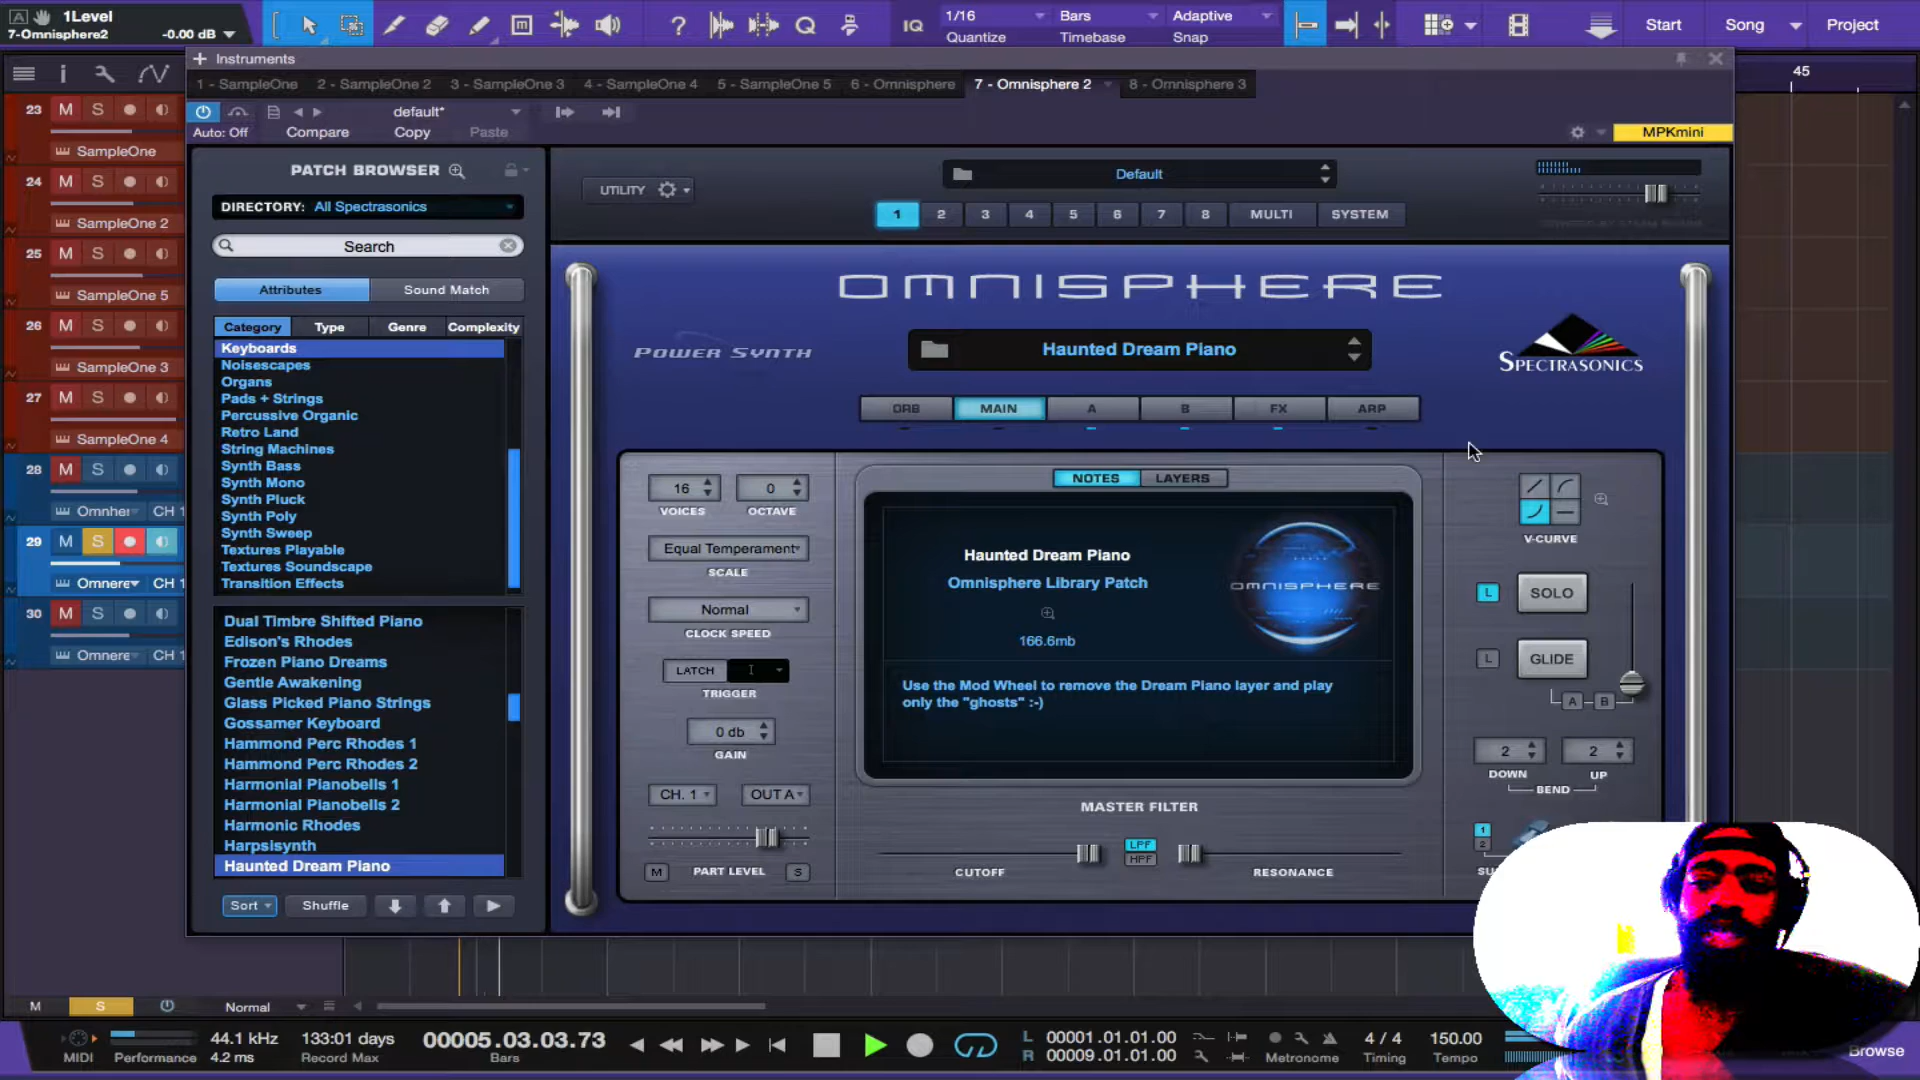 1Level
7-Omnisphere2
-0.00 dB
IQ
1/16
Quantize
Bars
Timebase
Adaptive
Snap
Start
Song
Project
Instruments
1 - SampleOne
2 - SampleOne 2
3 - SampleOne 3
4 - SampleOne 4
5 - SampleOne 5
6 - Omnisphere
7 - Omnisphere 2
8 - Omnisphere 3
45
default*
Auto: Off
Compare
Copy
Paste
MPKmini
23
M
S
SampleOne
24
M
S
SampleOne 2
25
M
S
SampleOne 5
26
M
S
SampleOne 3
27
M
S
SampleOne 4
28
M
S
Omnhe
CH 1
29
M
S
Omnere
CH 1
30
M
S
Omnere
CH 1
PATCH BROWSER
DIRECTORY: All Spectrasonics
Search
Attributes
Sound Match
Category
Type
Genre
Complexity
Keyboards
Noisescapes
Organs
Pads + Strings
Percussive Organic
Retro Land
String Machines
Synth Bass
Synth Mono
Synth Pluck
Synth Poly
Synth Sweep
Textures Playable
Textures Soundscape
Transition Effects
Dual Timbre Shifted Piano
Edison's Rhodes
Frozen Piano Dreams
Gentle Awakening
Glass Picked Piano Strings
Gossamer Keyboard
Hammond Perc Rhodes 1
Hammond Perc Rhodes 2
Harmonial Pianobells 1
Harmonial Pianobells 2
Harmonic Rhodes
Harpsisynth
Haunted Dream Piano
Sort
Shuffle
UTILITY
Default
1
2
3
4
5
6
7
8
MULTI
SYSTEM
OMNISPHERE
POWER SYNTH
Haunted Dream Piano
SPECTRASONICS
ORB
MAIN
A
B
FX
ARP
16
VOICES
0
OCTAVE
Equal Temperament
SCALE
Normal
CLOCK SPEED
LATCH
TRIGGER
0 db
GAIN
CH. 1
OUT A
M
PART LEVEL
S
NOTES
LAYERS
Haunted Dream Piano
Omnisphere Library Patch
166.6mb
OMNISPHERE
Use the Mod Wheel to remove the Dream Piano layer and play
only the "ghosts" :-)
MASTER FILTER
CUTOFF
LPF
HPF
RESONANCE
V-CURVE
L
SOLO
L
GLIDE
A
B
2
DOWN
2
UP
BEND
1
2
M
S
Normal
MIDI
Performance
44.1 kHz
4.2 ms
133:01 days
Record Max
00005.03.03.73
Bars
L 00001.01.01.00
R 00009.01.01.00
Metronome
4 / 4
Timing
150.00
Tempo
Browse